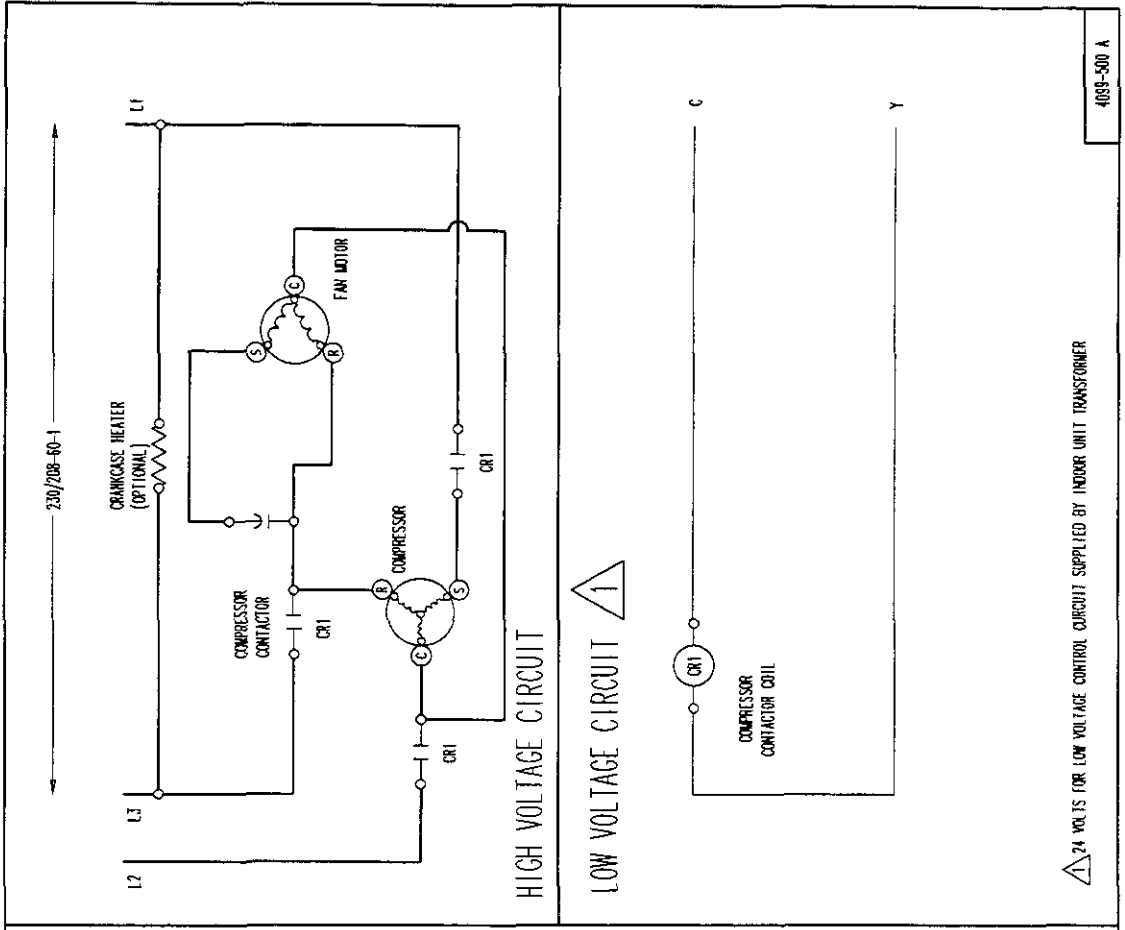 230/208-60-1
L1
L3
L2
CRANKCASE HEATER
(OPTIONAL)
S
C
R
FAN MOTOR
COMPRESSOR
CONTACTOR
CR1
COMPRESSOR
R
C
S
CR1
CR1
HIGH VOLTAGE CIRCUIT
LOW VOLTAGE CIRCUIT
1
C
CR1
COMPRESSOR
CONTACTOR COIL
Y
1 24 VOLTS FOR LOW VOLTAGE CONTROL CURCUIT SUPPLIED BY INDOOR UNIT TRANSFORMER
4099-500 A